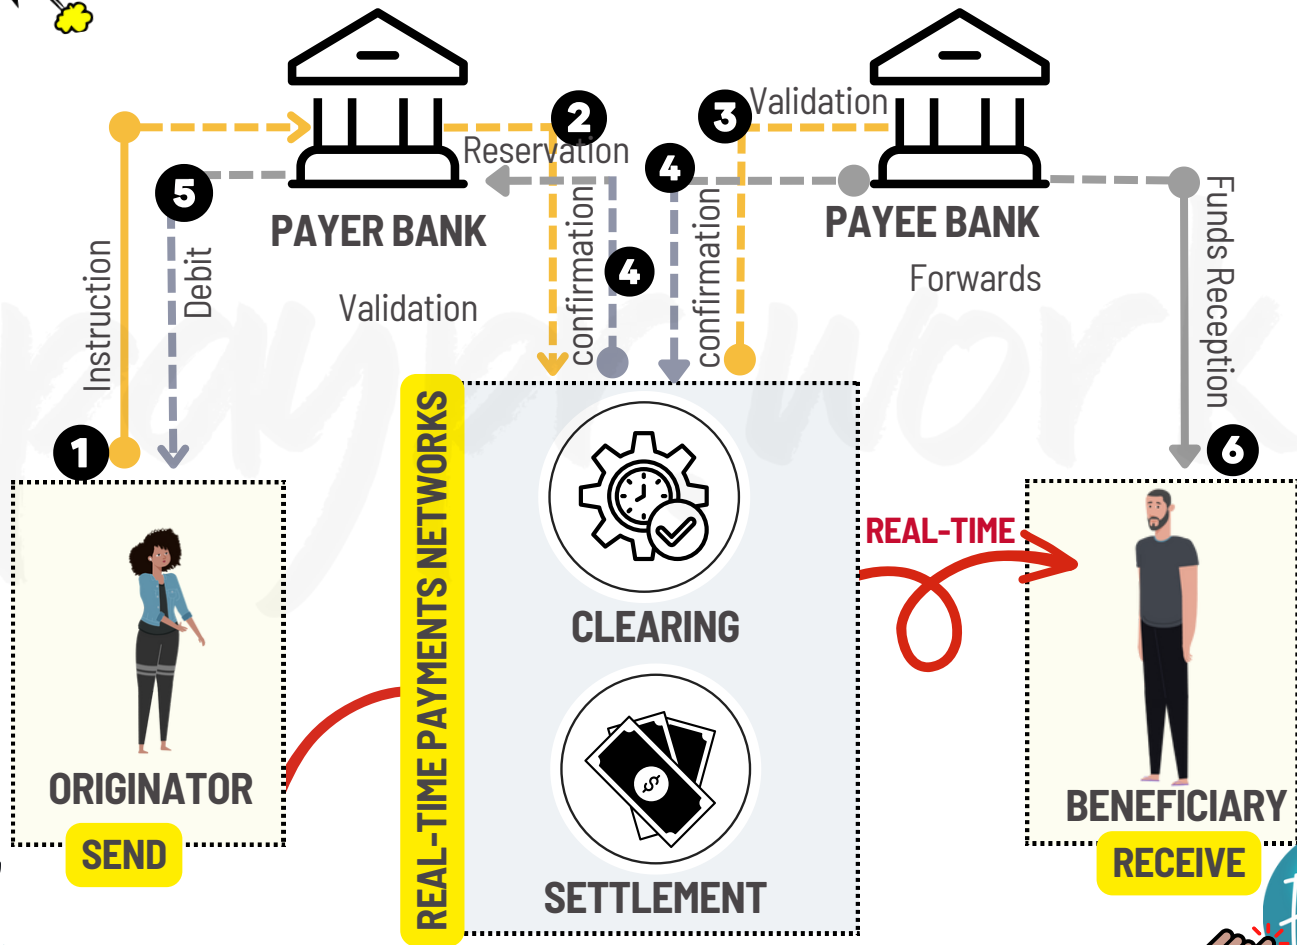 2
3
Validation
Reservation
4
5
PAYER BANK
PAYEE BANK
Instruction
Debit
Validation
confirmation
4
confirmation
Forwards
Funds Reception
1
6
REAL-TIME PAYMENTS NETWORKS
REAL-TIME
CLEARING
SETTLEMENT
ORIGINATOR
SEND
BENEFICIARY
RECEIVE